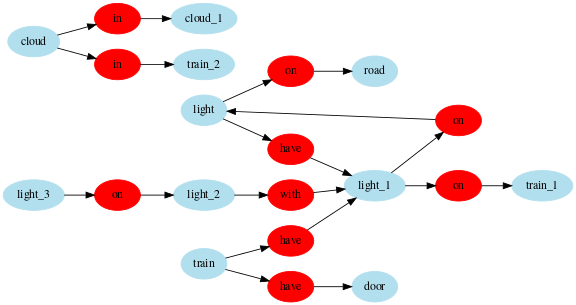 cloud in cloud_1
in train_2
light on road
on
have
light_3 on light_2 with light_1 on train_1
train have
have door